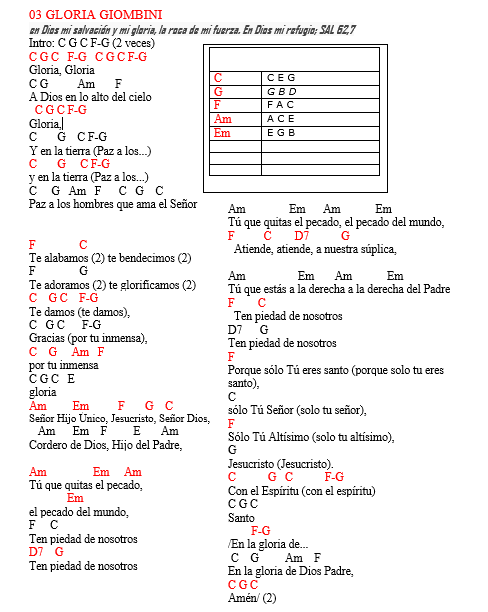 03 GLORIA GIOMBINI
en Dios mi salvación y mi gloria, la roca de mi fuerza. En Dios mi refugio; SAL 62,7
Intro: C G C F-G (2 veces)
C G C   F-G   C G C F-G
Gloria, Gloria
C G          Am       F
A Dios en lo alto del cielo
C G C F-G
Gloria,
C       G    C F-G
Y en la tierra (Paz a los...)
C       G     C F-G
y en la tierra (Paz a los...)
C     G   Am   F      C   G   C
Paz a los hombres que ama el Señor
F               C
Te alabamos (2) te bendecimos (2)
F               G
Te adoramos (2) te glorificamos (2)
C    G C    F-G
Te damos (te damos),
C   G C      F-G
Gracias (por tu inmensa),
C    G     Am   F
por tu inmensa
C G C   E
gloria
Am         Em          F       G    C
Señor Hijo Único, Jesucristo, Señor Dios,
Am      Em    F         E       Am
Cordero de Dios, Hijo del Padre,
Am                Em     Am
Tú que quitas el pecado,
Em
el pecado del mundo,
F     C
Ten piedad de nosotros
D7    G
Ten piedad de nosotros
C C E G
G G B D
F F A C
Am A C E
Em E G B
Am               Em      Am            Em
Tú que quitas el pecado, el pecado del mundo,
F          C        D7           G
Atiende, atiende, a nuestra súplica,
Am                  Em       Am            Em
Tú que estás a la derecha a la derecha del Padre
F        C
Ten piedad de nosotros
D7      G
Ten piedad de nosotros
F
Porque sólo Tú eres santo (porque solo tu eres
santo),
C
sólo Tú Señor (solo tu señor),
F
Sólo Tú Altísimo (solo tu altísimo),
G
Jesucristo (Jesucristo).
C           G   C           F-G
Con el Espíritu (con el espíritu)
C G C
Santo
F-G
/En la gloria de...
C    G         Am    F
En la gloria de Dios Padre,
C G C
Amén/ (2)